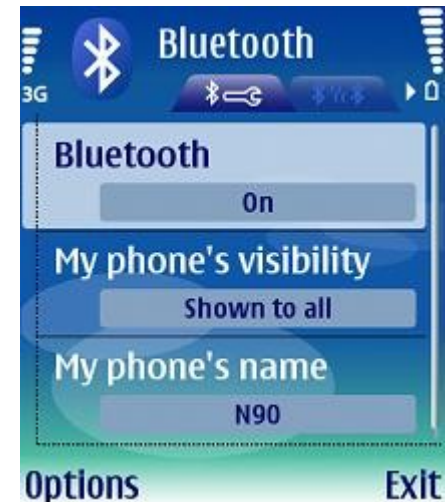 Bluetooth
3G
Bluetooth
On
My phone's visibility
Shown to all
My phone's name
N90
Options
Exit